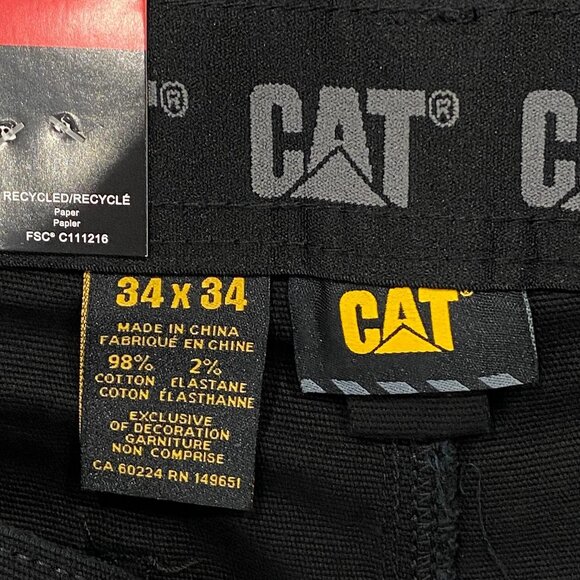 CAT®
RECYCLED/RECYCLÉ
Paper
Papier
FSC® C111216
34 X 34
MADE IN CHINA
FABRIQUÉ EN CHINE
98% 2%
COTTON ELASTANE
COTON ÉLASTHANNE
EXCLUSIVE
OF DECORATION
GARNITURE
NON COMPRISE
CA 60224 RN 149651
CAT®